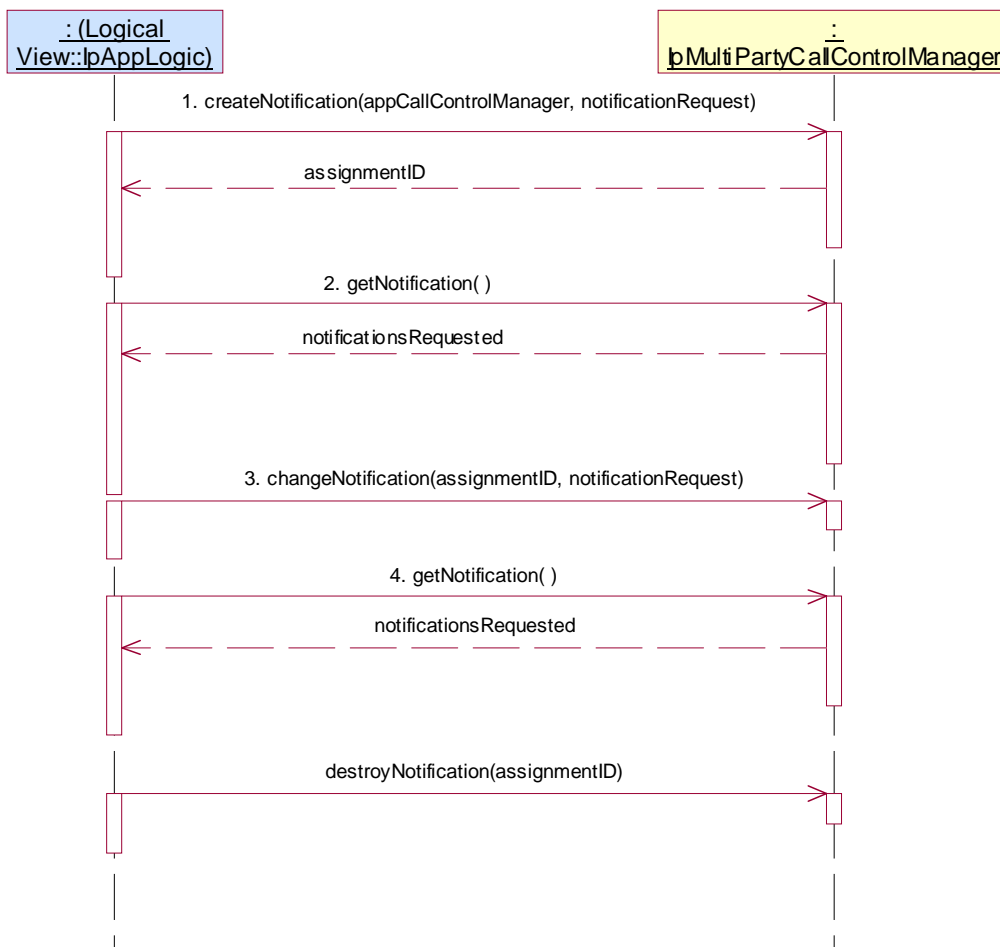 : (Logical
View::IpAppLogic)
:
IpMultiPartyCallControlManager
1. createNotification(appCallControlManager, notificationRequest)
assignmentID
2. getNotification( )
notificationsRequested
3. changeNotification(assignmentID, notificationRequest)
4. getNotification( )
notificationsRequested
destroyNotification(assignmentID)